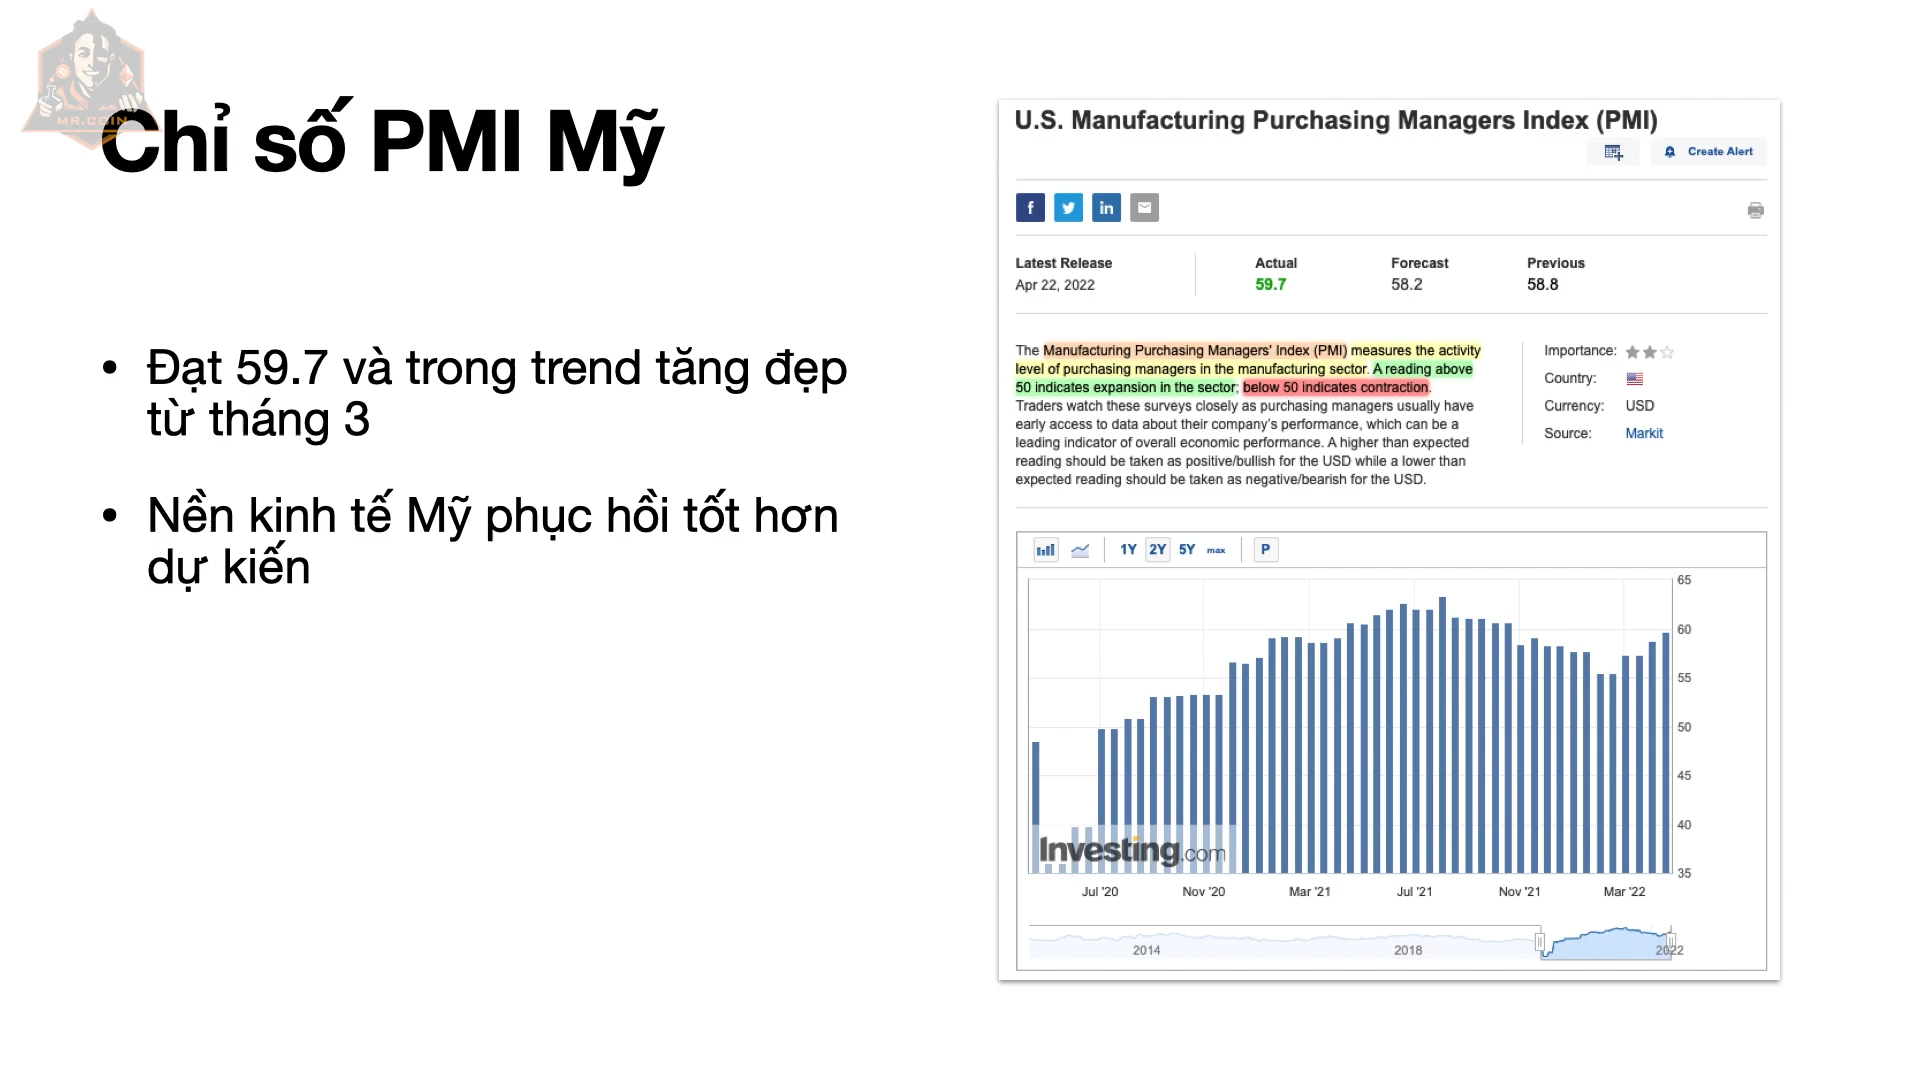 MR.COIN
Chỉ số PMI Mỹ
• Đạt 59.7 và trong trend tăng đẹp
từ tháng 3
• Nền kinh tế Mỹ phục hồi tốt hơn
dự kiến
U.S. Manufacturing Purchasing Managers Index (PMI)
Create Alert
Latest Release
Apr 22, 2022
Actual
59.7
Forecast
58.2
Previous
58.8
The Manufacturing Purchasing Managers' Index (PMI) measures the activity
level of purchasing managers in the manufacturing sector. A reading above
50 indicates expansion in the sector; below 50 indicates contraction.
Traders watch these surveys closely as purchasing managers usually have
early access to data about their company's performance, which can be a
leading indicator of overall economic performance. A higher than expected
reading should be taken as positive/bullish for the USD while a lower than
expected reading should be taken as negative/bearish for the USD.
Importance:
Country:
Currency: USD
Source: Markit
1Y 2Y 5Y max P
65
60
55
50
45
40
35
Investing.com
Jul '20 Nov '20 Mar '21 Jul '21 Nov '21 Mar '22
2014 2018 2022